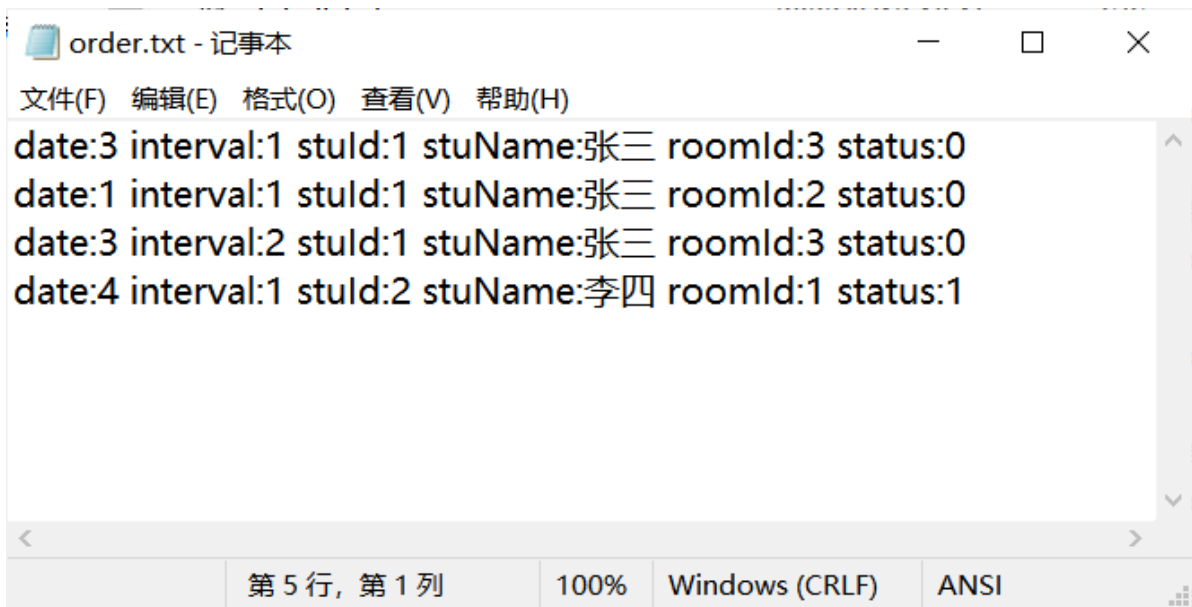 order.txt - 记事本
文件(F) 编辑(E) 格式(O) 查看(V) 帮助(H)
date:3 interval:1 stuId:1 stuName:张三 roomId:3 status:0
date:1 interval:1 stuId:1 stuName:张三 roomId:2 status:0
date:3 interval:2 stuId:1 stuName:张三 roomId:3 status:0
date:4 interval:1 stuId:2 stuName:李四 roomId:1 status:1
第 5 行，第 1 列 100% Windows (CRLF) ANSI